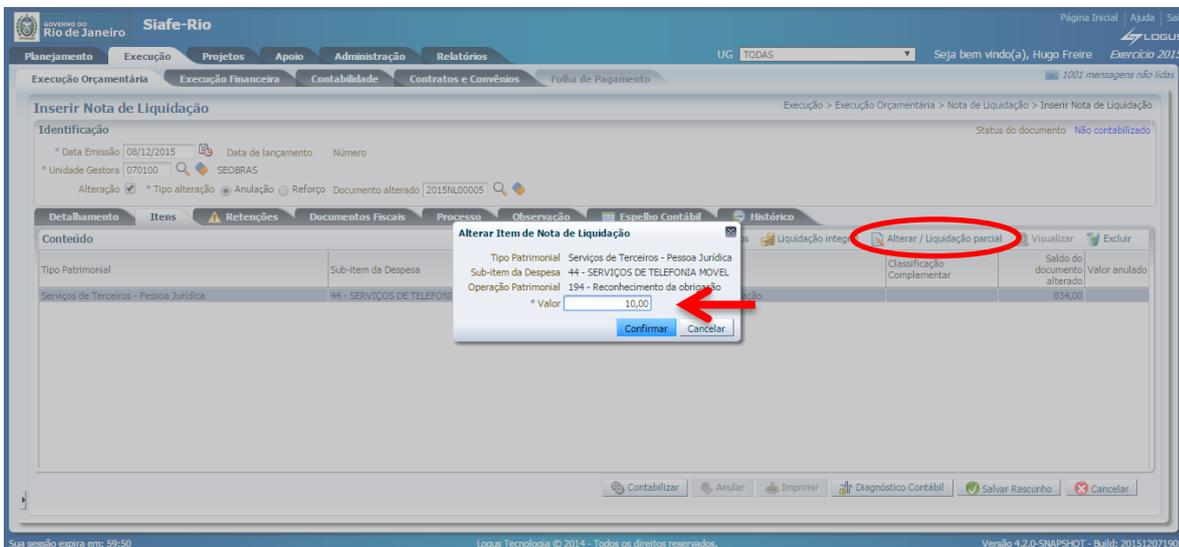 GOVERNO DO
Rio de Janeiro
Siafe-Rio
Página Inicial | Ajuda | Sai
LOGUS
Planejamento Execução Projetos Apoio Administração Relatórios UG TODAS Seja bem vindo(a), Hugo Freire Exercício 2015
Execução Orçamentária Execução Financeira Contabilidade Contratos e Convênios Folha de Pagamento 1001 mensagens não lidas
Inserir Nota de Liquidação Execução > Execução Orçamentária > Nota de Liquidação > Inserir Nota de Liquidação
Identificação Status do documento Não contabilizado
* Data Emissão 08/12/2015 Data de lançamento Número
* Unidade Gestora 070100 SEOBRAS
Alteração * Tipo alteração Anulação Reforço Documento alterado 2015NL00005
Detalhamento Itens Retenções Documentos Fiscais Processo Observação Espelho Contábil Histórico
Conteúdo Liquidação integr Alterar / Liquidação parcial Visualizar Excluir
Tipo Patrimonial Sub-item da Despesa Classificação Complementar Saldo do documento alterado Valor anulado
Serviços de Terceiros - Pessoa Jurídica 44 - SERVIÇOS DE TELEFONI 834,00
Alterar Item de Nota de Liquidação
Tipo Patrimonial Serviços de Terceiros - Pessoa Jurídica
Sub-item da Despesa 44 - SERVIÇOS DE TELEFONIA MOVEL
Operação Patrimonial 194 - Reconhecimento da obrigação
* Valor 10,00
Confirmar Cancelar
Contabilizar Anular Imprimir Diagnóstico Contábil Salvar Rascunho Cancelar
Sua sessão expira em: 59:50 Logus Tecnologia © 2014 - Todos os direitos reservados. Versão 4.2.0-SNAPSHOT - Build: 20151207190